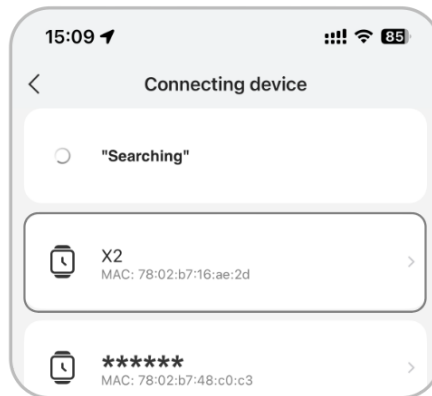 15:09
85
Connecting device
"Searching"
X2
MAC: 78:02:b7:16:ae:2d
******
MAC: 78:02:b7:48:c0:c3